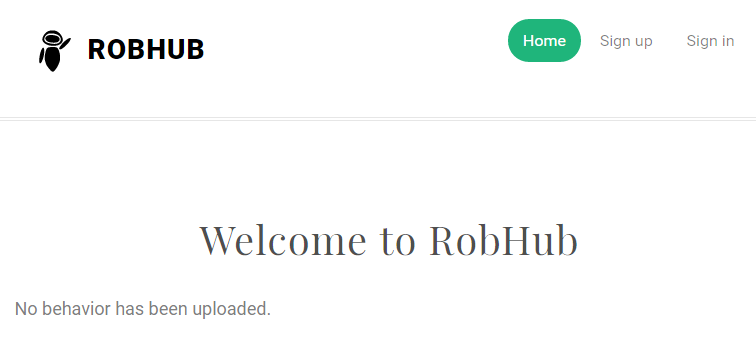 ROBHUB
Home Sign up Sign in
Welcome to RobHub
No behavior has been uploaded.